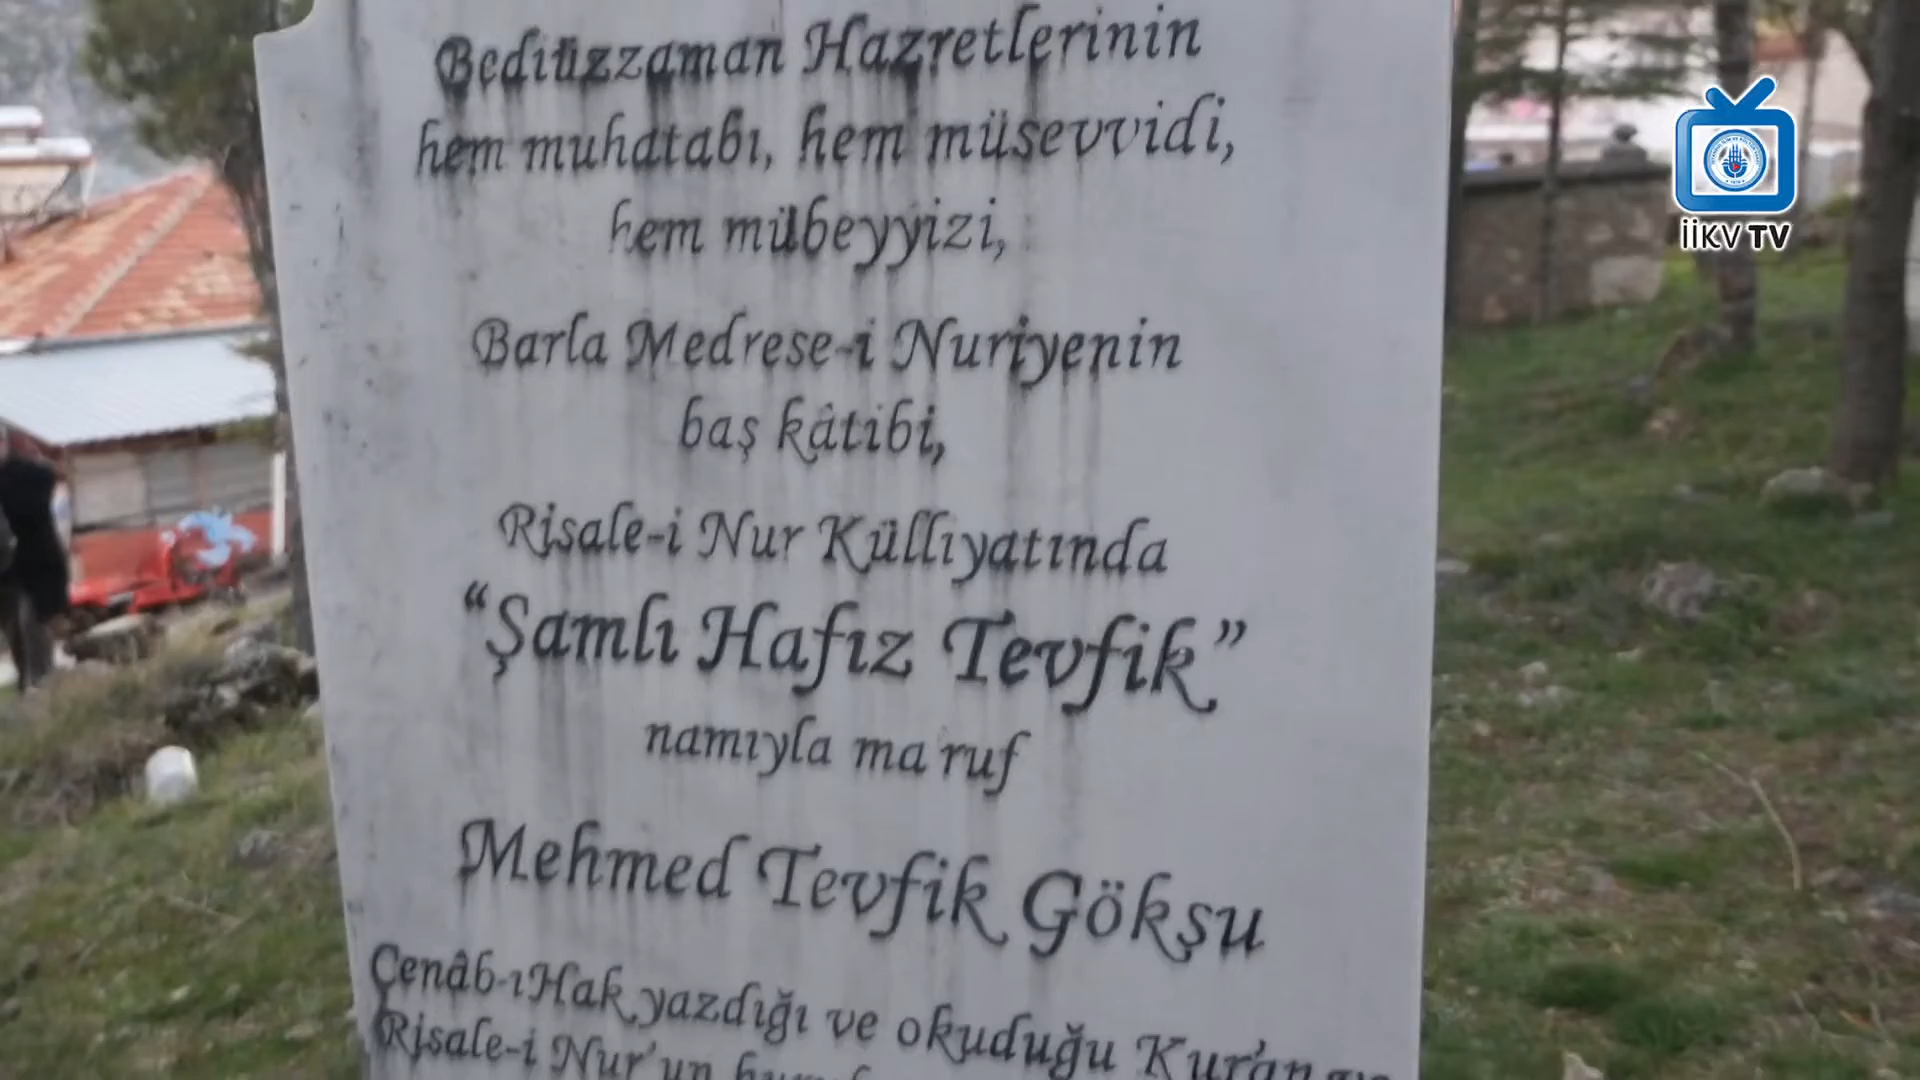 Bediüzzaman Hazretlerinin
hem muhatabı, hem müsevvidi,
hem mübeyyizi,
Barla Medrese-i Nuriyenin
baş kâtibi,
Risale-i Nur Külliyatında
“Şamlı Hafız Tevfik”
namıyla ma'ruf
Mehmed Tevfik Gökşu
Cenâb-ı Hak yazdığı ve okuduğu Kur'an
Risale-i Nur'un
iiKV TV